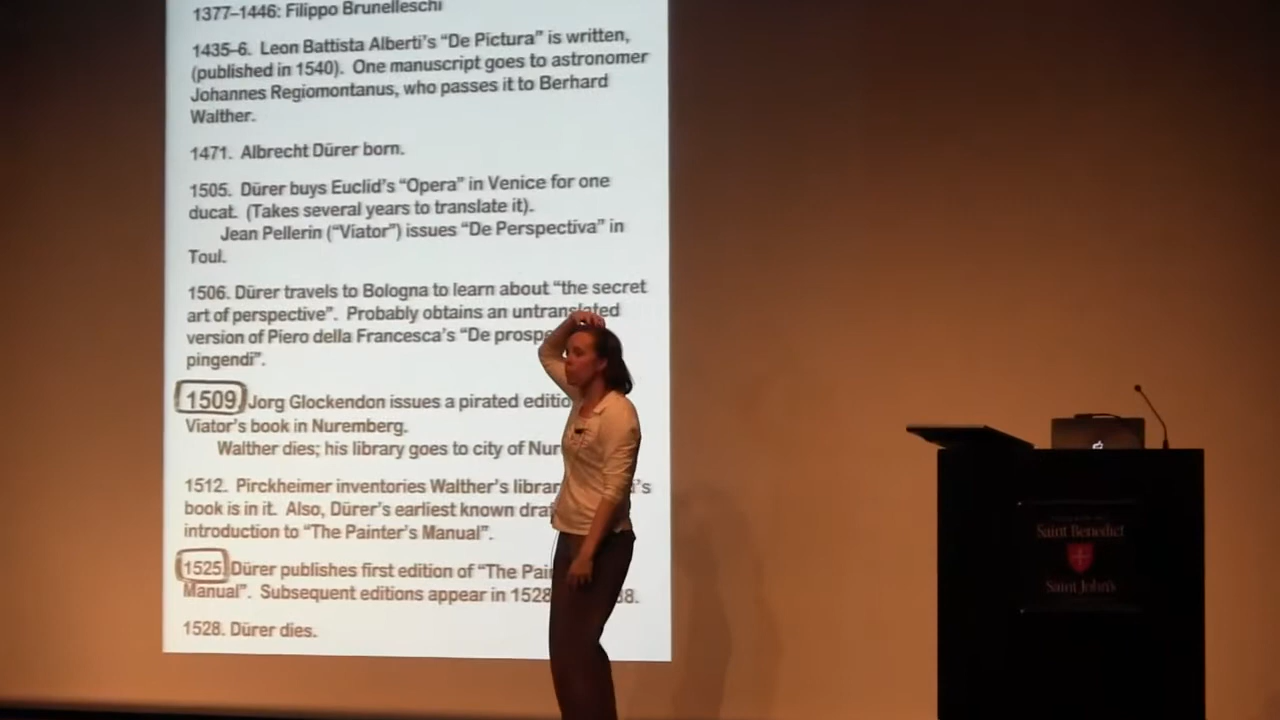 1377–1446: Filippo Brunelleschi
1435-6. Leon Battista Alberti's “De Pictura” is written,
(published in 1540). One manuscript goes to astronomer
Johannes Regiomontanus, who passes it to Berhard
Walther.
1471. Albrecht Dürer born.
1505. Dürer buys Euclid's “Opera” in Venice for one
ducat. (Takes several years to translate it).
Jean Pellerin (“Viator”) issues “De Perspectiva” in
Toul.
1506. Dürer travels to Bologna to learn about “the secret
art of perspective”. Probably obtains an untranslated
version of Piero della Francesca's “De
pingendi”.
1509 Jorg Glockendon issues a pirated
Viator's book in Nuremberg.
Walther dies; his library goes to city of
1512. Pirckheimer inventories Walther's
book is in it. Also, Dürer's earliest known
introduction to “The Painter's Manual”.
1525 Dürer publishes first edition of “The
Manual”. Subsequent editions appear in 1528
1528. Dürer dies.
Saint Benedict
Saint John's